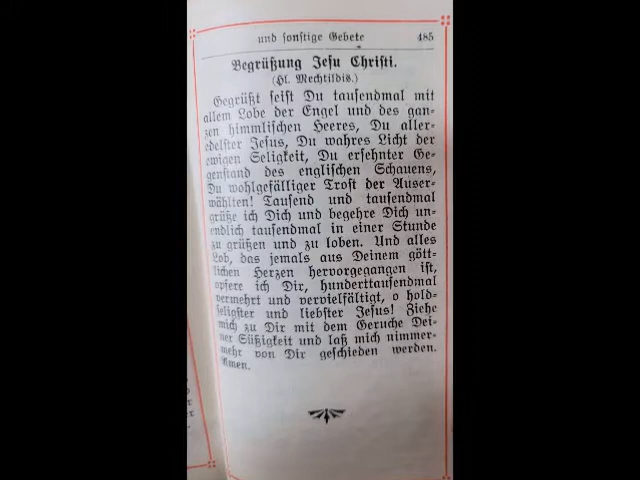 und sonstige Gebete 485
Begrüßung Jesu Christi.
(Hl. Mechtildis.)
Gegrüßt seist Du tausendmal mit
allem Lobe der Engel und des gan-
zen himmlischen Heeres, Du aller-
edelster Jesus, Du wahres Licht der
ewigen Seligkeit, Du ersehnter Ge-
genstand des englischen Schauens,
Du wohlgefälliger Trost der Auser-
wählten! Tausend und tausendmal
grüße ich Dich und begehre Dich un-
endlich tausendmal in einer Stunde
zu grüßen und zu loben. Und alles
Lob, das jemals aus Deinem gött-
lichen Herzen hervorgegangen ist,
opfere ich Dir, hunderttausendmal
vermehrt und vervielfältigt, o hold-
seligster und liebster Jesus! Ziehe
mich zu Dir mit dem Geruche Dei-
ner Süßigkeit und laß mich nimmer-
mehr von Dir geschieden werden.
Amen.